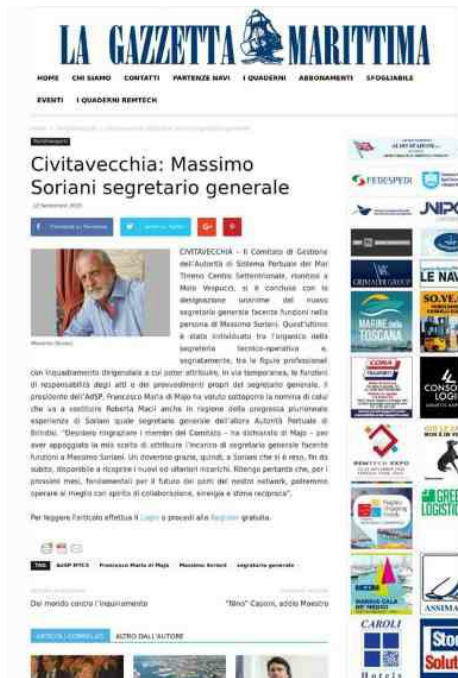 LA GAZZETTA MARITTIMA
HOME CHI SIAMO CONTATTI PARTENZE NAVI I QUADERNI ABBONAMENTI SFOGLIABILE
EVENTI I QUADERNI REMTECH
Civitavecchia: Massimo
Soriani segretario generale
CIVITAVECCHIA – Il Comitato di Gestione
dell'Autorità di Sistema Portuale del Mar
Tirreno Centro Settentrionale, riunitosi a
Molo Vespucci, si è concluso con la
designazione unanime del nuovo
segretario generale facente funzioni nella
persona di Massimo Soriani. Quest'ultimo
è stato individuato tra l'organico della
segreteria tecnico-operativa e,
segnatamente, tra le figure professionali
Massimo Soriani
con inquadramento dirigenziale a cui poter attribuire, in via temporanea, le funzioni
di responsabilità degli atti e dei provvedimenti propri del segretario generale. Il
presidente dell'AdSP, Francesco Maria di Majo ha voluto sottoporre la nomina di colui
che va a sostituire Roberta Macii anche in ragione della pregressa pluriennale
esperienza di Soriani quale segretario generale dell'allora Autorità Portuale di
Brindisi. "Desidero ringraziare i membri del Comitato – ha dichiarato di Majo – per
aver appoggiato la mia scelta di attribuire l'incarico di segretario generale facente
funzioni a Massimo Soriani. Un doveroso grazie, quindi, a Soriani che si è reso, fin da
subito, disponibile a ricoprire i nuovi ed ulteriori incarichi. Ritengo pertanto che, per i
prossimi mesi, fondamentali per il futuro dei porti del nostro network, potremmo
operare al meglio con spirito di collaborazione, sinergia e stima reciproca".
Per leggere l'articolo effettua il Login o procedi alla Register gratuita.
TAG AdSP MTCS Francesco Maria di Majo Massimo Soriani segretario generale
Dal mondo contro l'inquinamento
"Nino" Casoni, addio Maestro
ARTICOLI CORRELATI ALTRO DALL'AUTORE
FEDESPEDI
GRIMALDI GROUP
LE NAVI
MARINE della
TOSCANA
CONSO
LOGI
REMTECH EXPO
GREEN
LOGISTIC
ASSIMA
CAROLI
Hotels
Solut